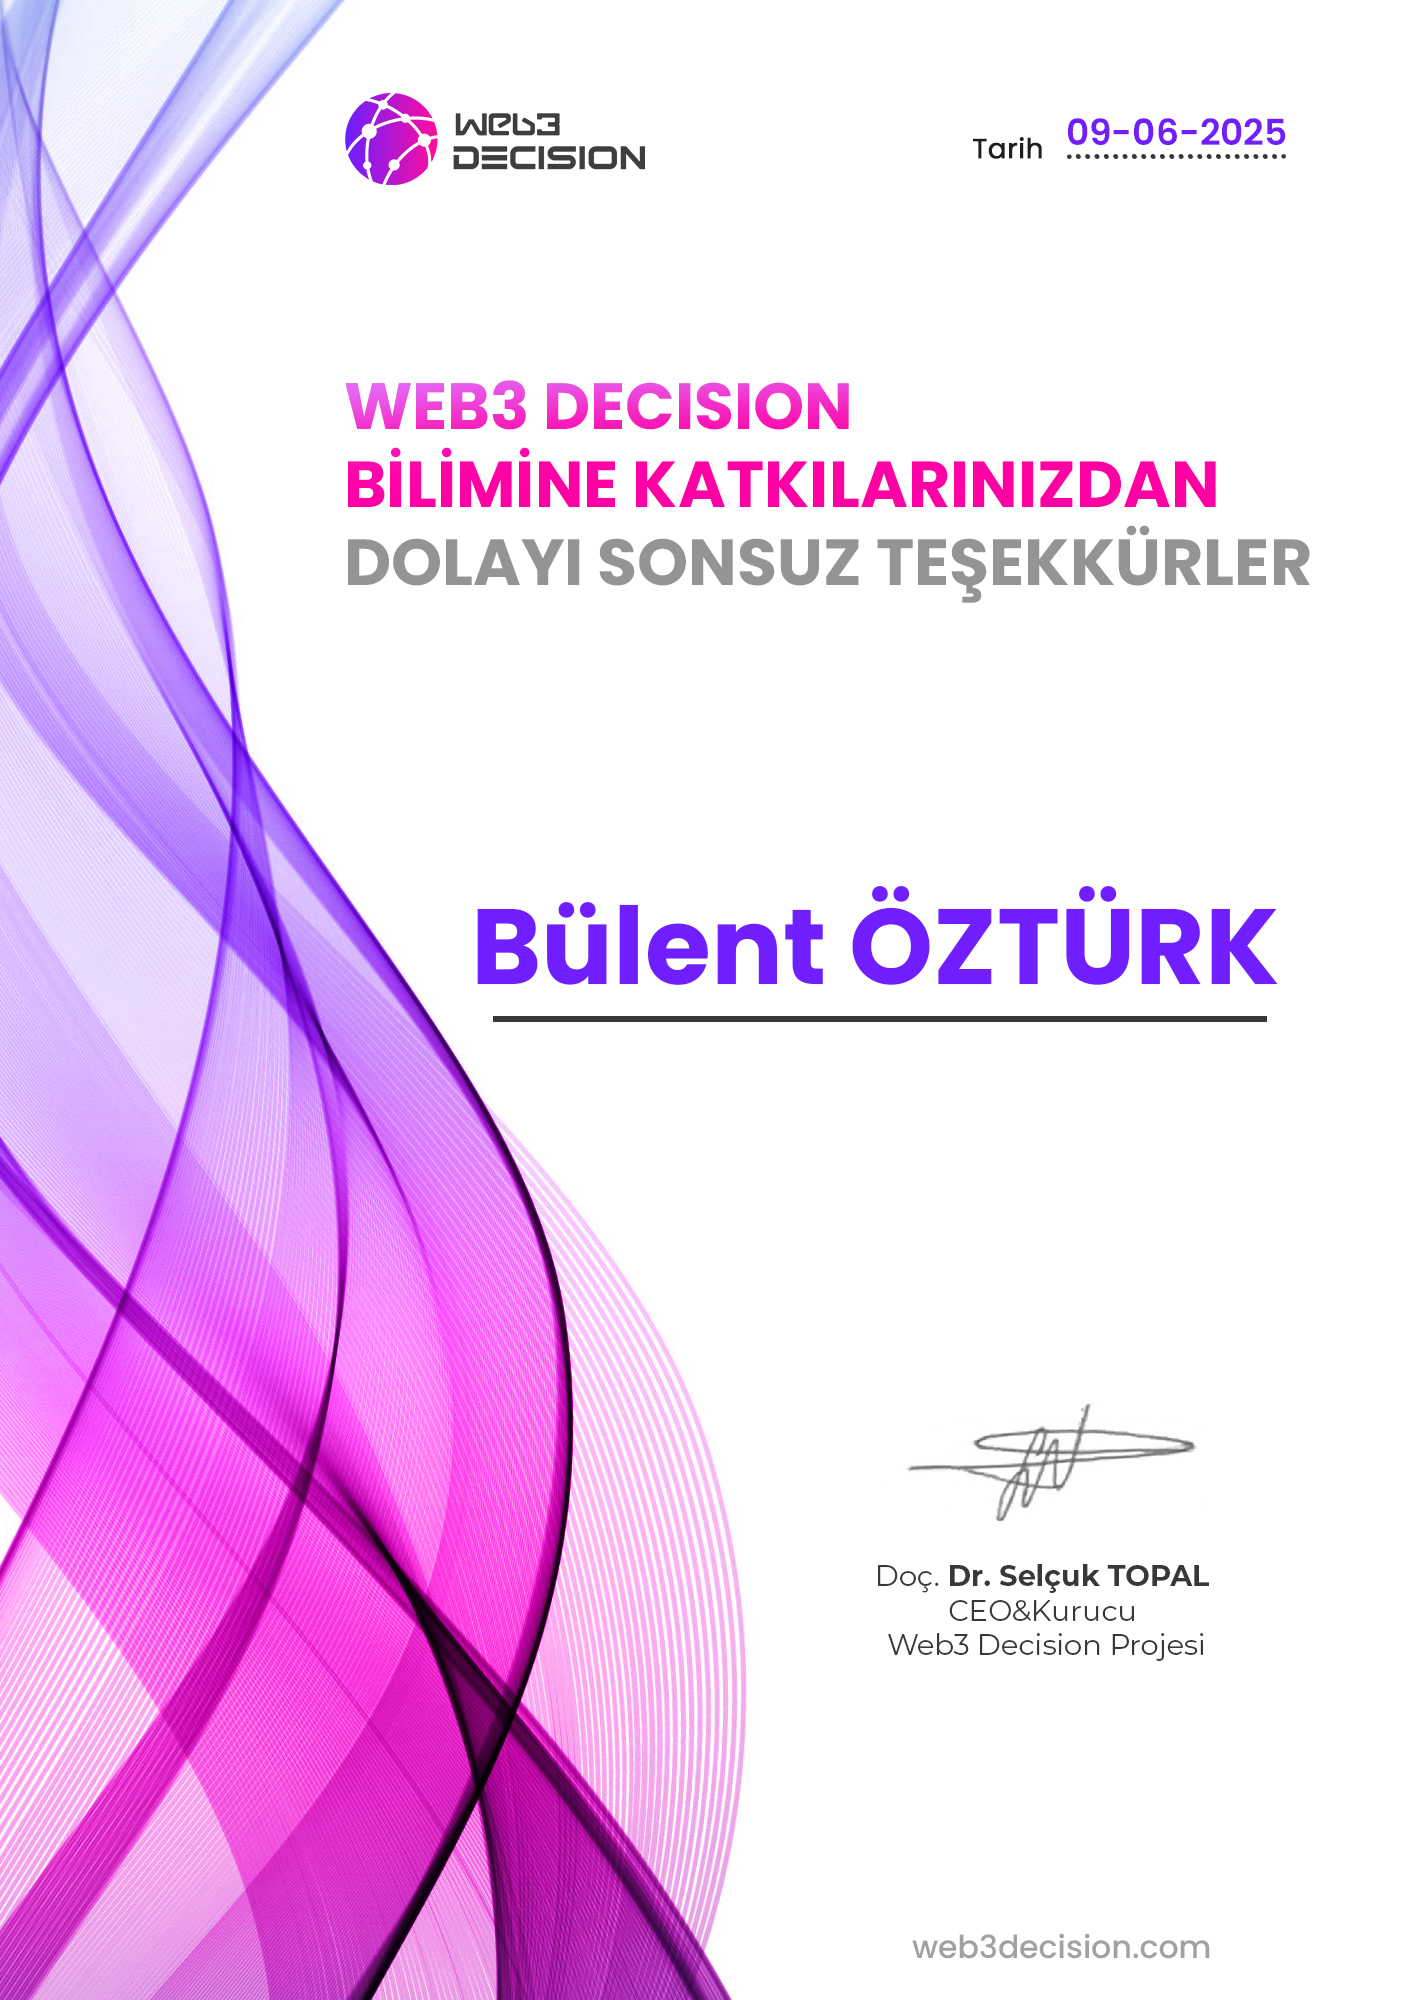 Web3
DECISION
Tarih 09-06-2025
WEB3 DECISION
BİLİMİNE KATKILARINIZDAN
DOLAYI SONSUZ TEŞEKKÜRLER
Bülent ÖZTÜRK
Doç. Dr. Selçuk TOPAL
CEO&Kurucu
Web3 Decision Projesi
web3decision.com